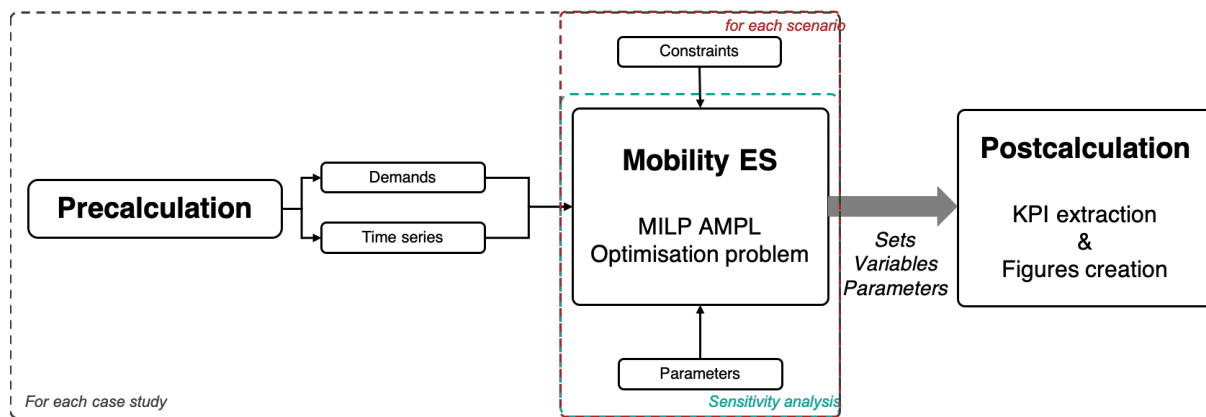 for each scenario
Constraints
Mobility ES
MILP AMPL
Optimisation problem
Precalculation
Demands
Time series
Sets
Variables
Parameters
Postcalculation
KPI extraction
&
Figures creation
Parameters
For each case study
Sensitivity analysis